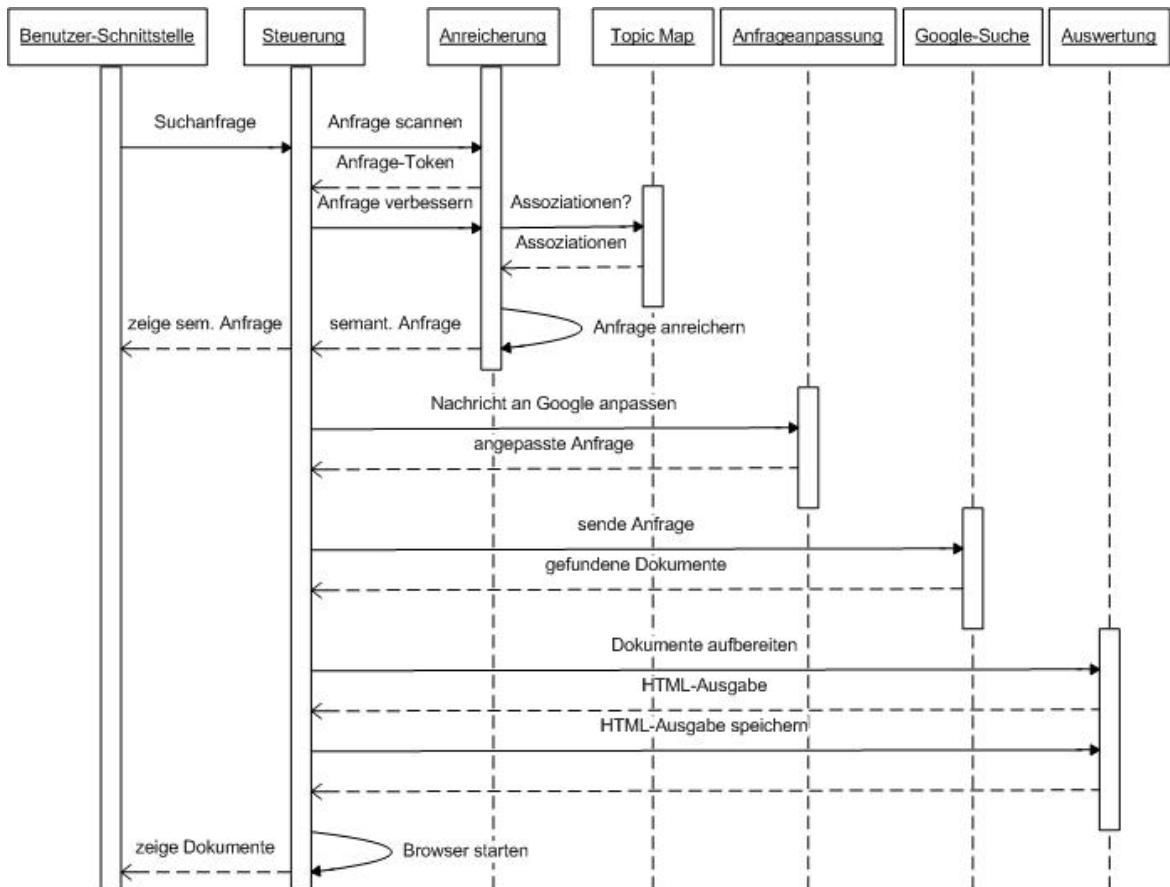 Benutzer-Schnittstelle
Steuerung
Anreicherung
Topic Map
Anfrageanpassung
Google-Suche
Auswertung
Suchanfrage
Anfrage scannen
Anfrage-Token
Anfrage verbessern
Assoziationen?
Assoziationen
zeige sem. Anfrage
semant. Anfrage
Anfrage anreichern
Nachricht an Google anpassen
angepasste Anfrage
sende Anfrage
gefundene Dokumente
Dokumente aufbereiten
HTML-Ausgabe
HTML-Ausgabe speichern
zeige Dokumente
Browser starten